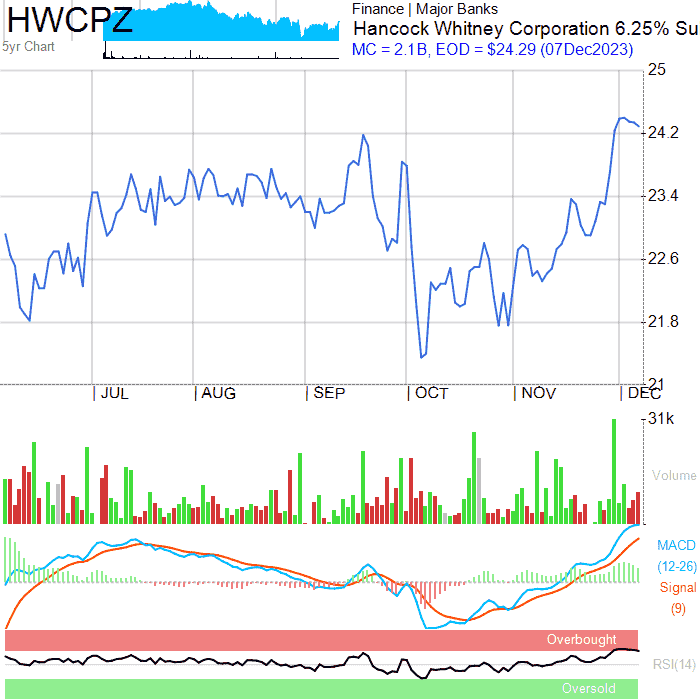 HWCPZ
5yr Chart
Finance | Major Banks
Hancock Whitney Corporation 6.25% Su
MC = 2.1B, EOD = $24.29 (07Dec2023)
25
24.2
23.4
22.6
21.8
21
JUL AUG SEP OCT NOV DEC
31k
Volume
MACD
(12-26)
Signal
(9)
Overbought
RSI(14)
Oversold